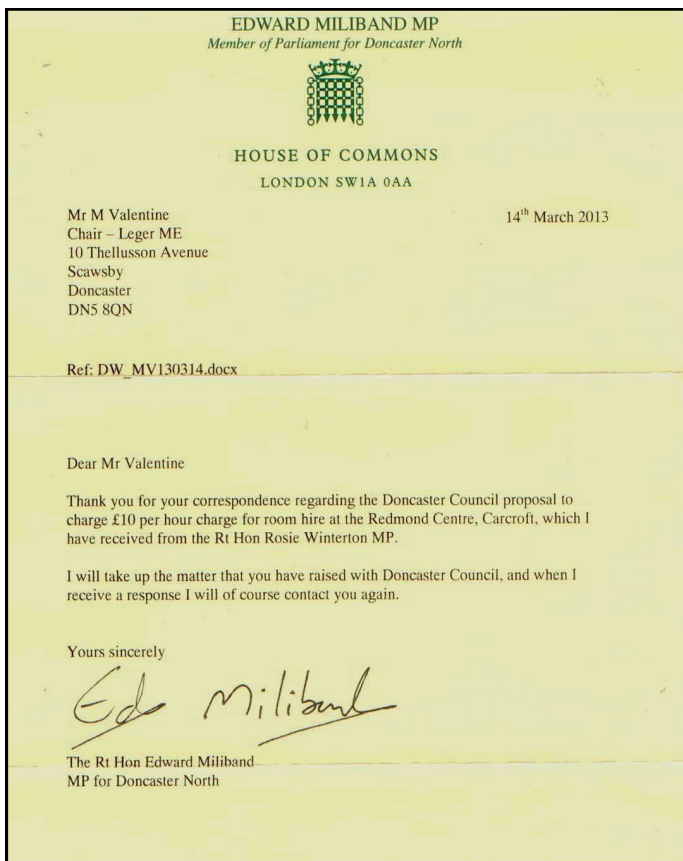 EDWARD MILIBAND MP
Member of Parliament for Doncaster North
HOUSE OF COMMONS
LONDON SW1A 0AA
Mr M Valentine
14th March 2013
Chair – Leger ME
10 Thellusson Avenue
Scawsby
Doncaster
DN5 8QN
Ref: DW_MV130314.docx
Dear Mr Valentine
Thank you for your correspondence regarding the Doncaster Council proposal to
charge £10 per hour charge for room hire at the Redmond Centre, Carcroft, which I
have received from the Rt Hon Rosie Winterton MP.
I will take up the matter that you have raised with Doncaster Council, and when I
receive a response I will of course contact you again.
Yours sincerely
Ed Miliband
The Rt Hon Edward Miliband
MP for Doncaster North